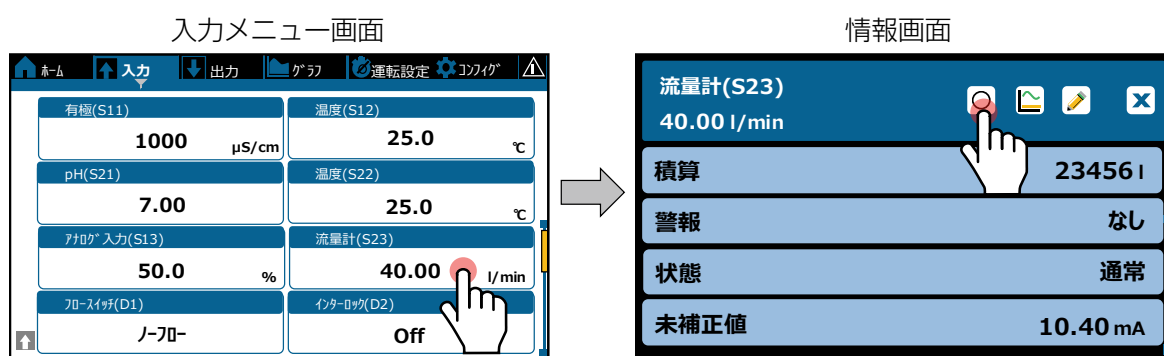 入力メニュー画面
ﾎｰﾑ 入力 出力 ｸﾞﾗﾌ 運転設定 ｺﾝﾌｨｸﾞ
有極(S11) 温度(S12)
1000 μS/cm 25.0 ℃
pH(S21) 温度(S22)
7.00 25.0 ℃
ｱﾅﾛｸﾞ入力(S13) 流量計(S23)
50.0 % 40.00 l/min
ﾌﾛｰｽｲｯﾁ(D1) ｲﾝﾀｰﾛｯｸ(D2)
ﾉｰﾌﾛｰ Off
情報画面
流量計(S23)
40.00 l/min
積算 23456 l
警報 なし
状態 通常
未補正値 10.40 mA